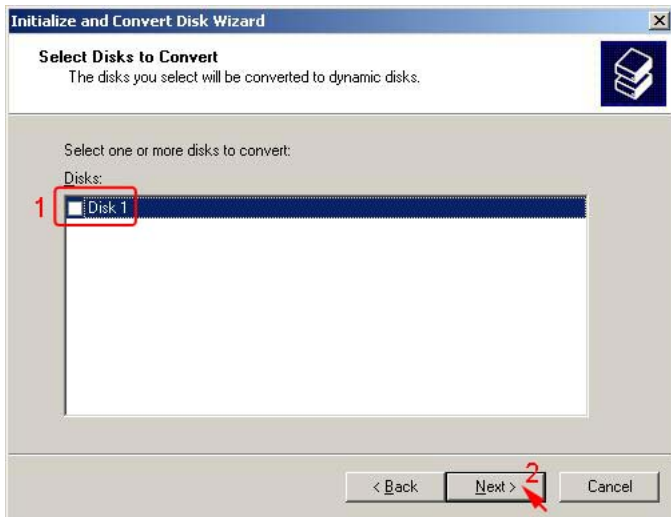 Initialize and Convert Disk Wizard
Select Disks to Convert
The disks you select will be converted to dynamic disks.
Select one or more disks to convert:
Disks:
1 Disk 1
< Back Next > 2 Cancel